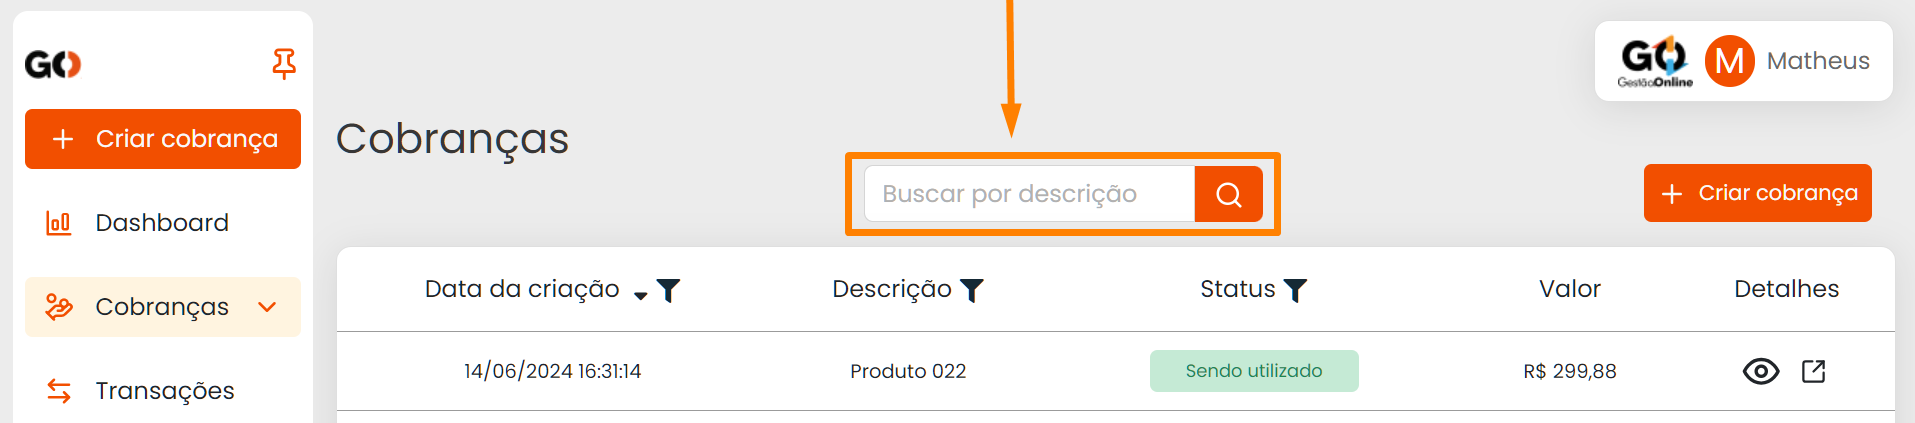 GO
Criar cobrança
Dashboard
Cobranças
Transações
GO
GestãoOnline
M
Matheus
Cobranças
Buscar por descrição
Criar cobrança
Data da criação Descrição Status Valor Detalhes
14/06/2024 16:31:14 Produto 022 Sendo utilizado R$ 299,88